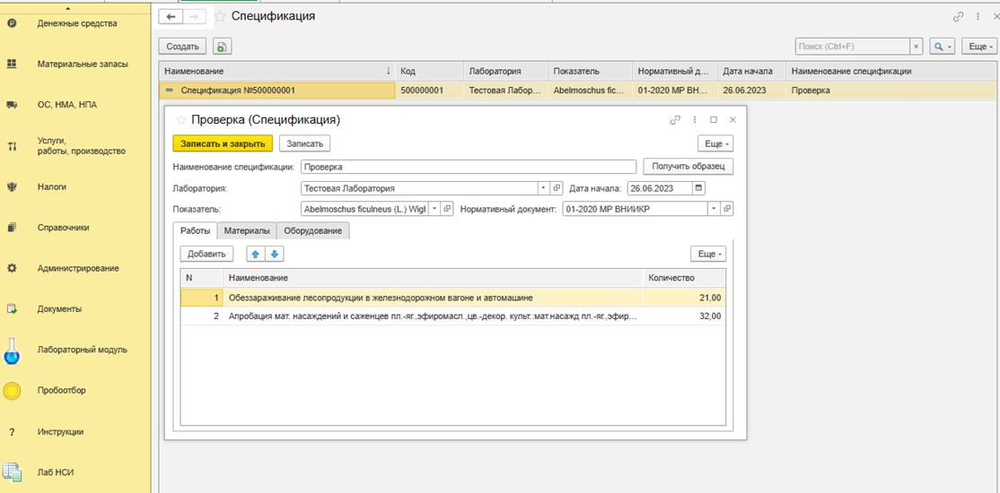 Спецификация
Денежные средства
Материальные запасы
ОС, НМА, НПА
Услуги,
работы, производство
Налоги
Справочники
Администрирование
Документы
Лабораторный модуль
Пробоотбор
? Инструкции
Лаб НСИ
Создать Поиск (Ctrl+F) × Еще
Наименование ↓ Код Лаборатория Показатель Нормативный д... Дата начала Наименование спецификации
Спецификация №500000001 500000001 Тестовая Лабор... Abelmoschus fic... 01-2020 МР ВН... 26.06.2023 Проверка
Проверка (Спецификация)
Записать и закрыть Записать Еще
Наименование спецификации: Проверка Получить образец
Лаборатория: Тестовая Лаборатория Дата начала: 26.06.2023
Показатель: Abelmoschus ficulneus (L.) Wigl Нормативный документ: 01-2020 МР ВНИИКР
Работы Материалы Оборудование
Добавить Еще
N Наименование Количество
1 Обеззараживание лесопродукции в железнодорожном вагоне и автомашине 21,00
2 Апробация мат. насаждений и саженцев пл.-яг.,эфиромасл.,цв.-декор. культ.:мат.насажд пл.-яг.,эфир... 32,00